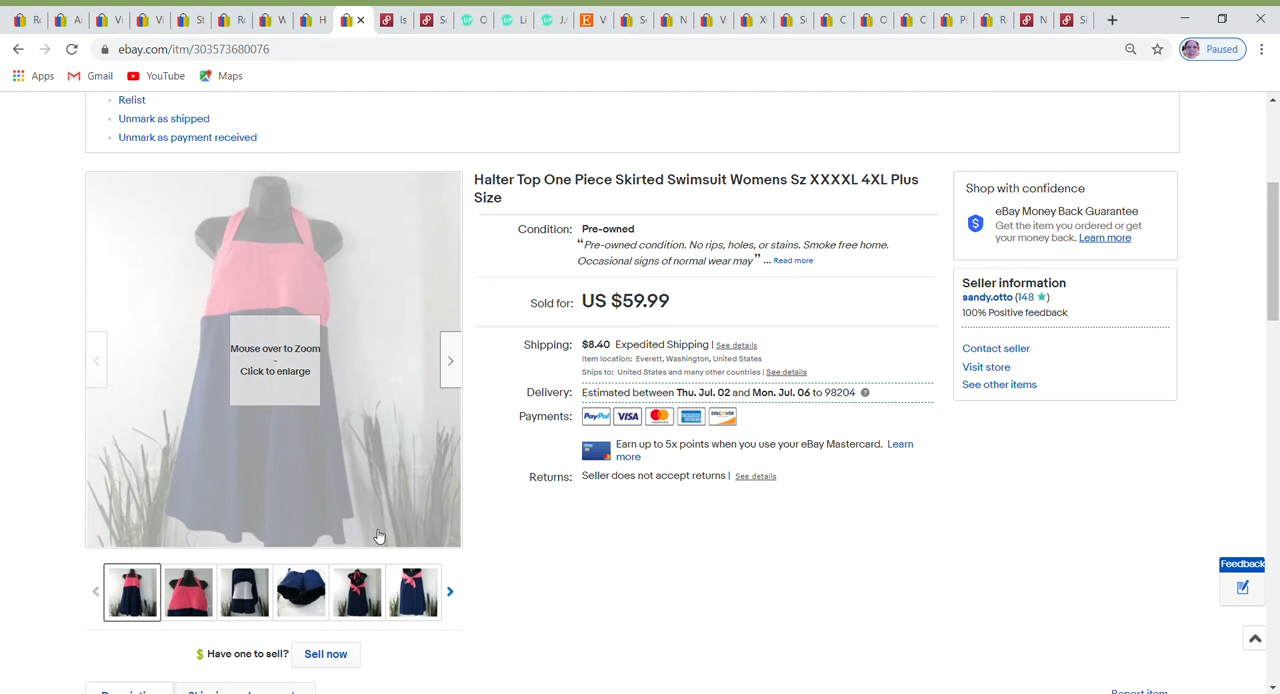 ebay.com/itm/303573680076
Paused
Apps Gmail YouTube Maps
Relist
Unmark as shipped
Unmark as payment received
Halter Top One Piece Skirted Swimsuit Womens Sz XXXXL 4XL Plus
Size
Condition: Pre-owned
“Pre-owned condition. No rips, holes, or stains. Smoke free home.
Occasional signs of normal wear may” ... Read more
Sold for: US $59.99
Shipping: $8.40 Expedited Shipping | See details
Item location: Everett, Washington, United States
Ships to: United States and many other countries | See details
Delivery: Estimated between Thu. Jul. 02 and Mon. Jul. 06 to 98204
Payments: PayPal VISA DISCOVER
Earn up to 5x points when you use your eBay Mastercard. Learn
more
Returns: Seller does not accept returns | See details
Mouse over to Zoom
-
Click to enlarge
$ Have one to sell? Sell now
Shop with confidence
eBay Money Back Guarantee
Get the item you ordered or get
your money back. Learn more
Seller information
sandy.otto (148)
100% Positive feedback
Contact seller
Visit store
See other items
Feedback
Report item